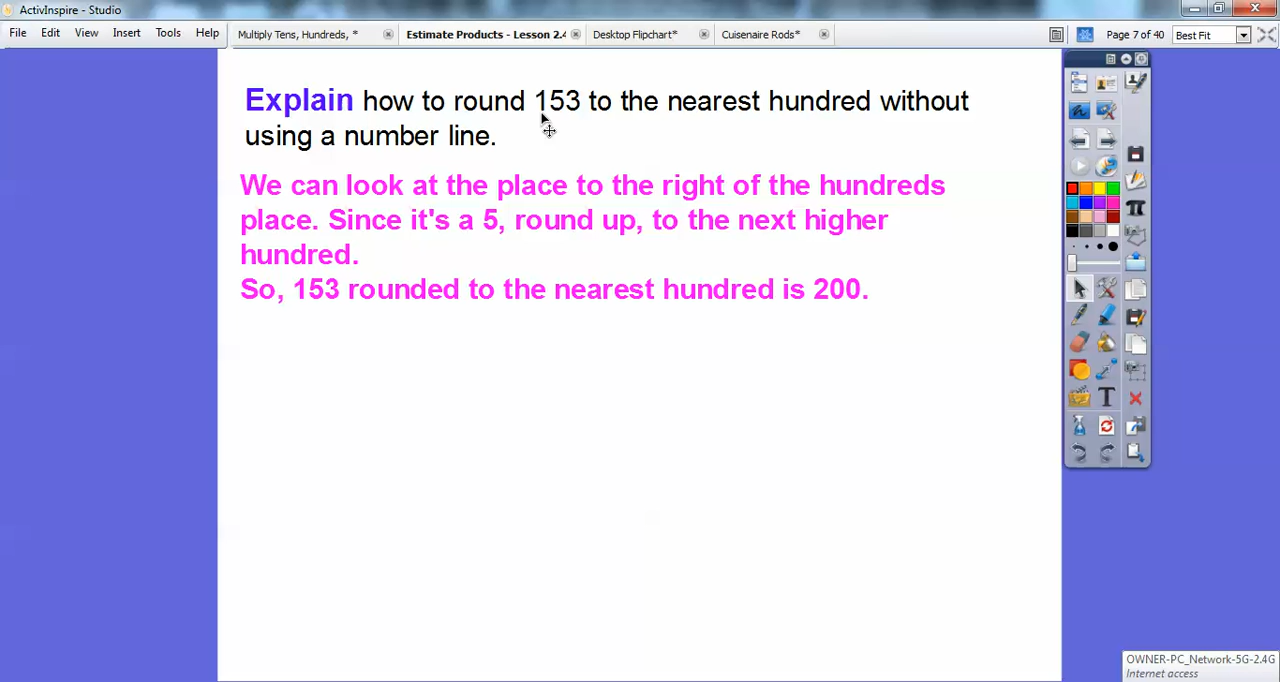 ActivInspire - Studio
File Edit View Insert Tools Help
Multiply Tens, Hundreds, * Estimate Products - Lesson 2.4 Desktop Flipchart* Cuisenaire Rods*
Page 7 of 40 Best Fit
Explain how to round 153 to the nearest hundred without
using a number line.
We can look at the place to the right of the hundreds
place. Since it's a 5, round up, to the next higher
hundred.
So, 153 rounded to the nearest hundred is 200.
OWNER-PC_Network-5G-2.4G
Internet access